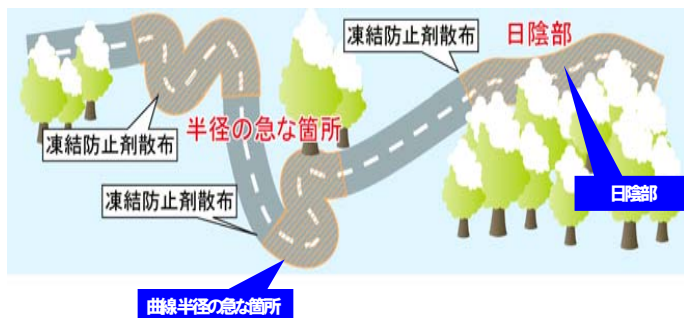 凍結防止剤散布
日陰部
凍結防止剤散布
半径の急な箇所
凍結防止剤散布
日陰部
曲線半径の急な箇所